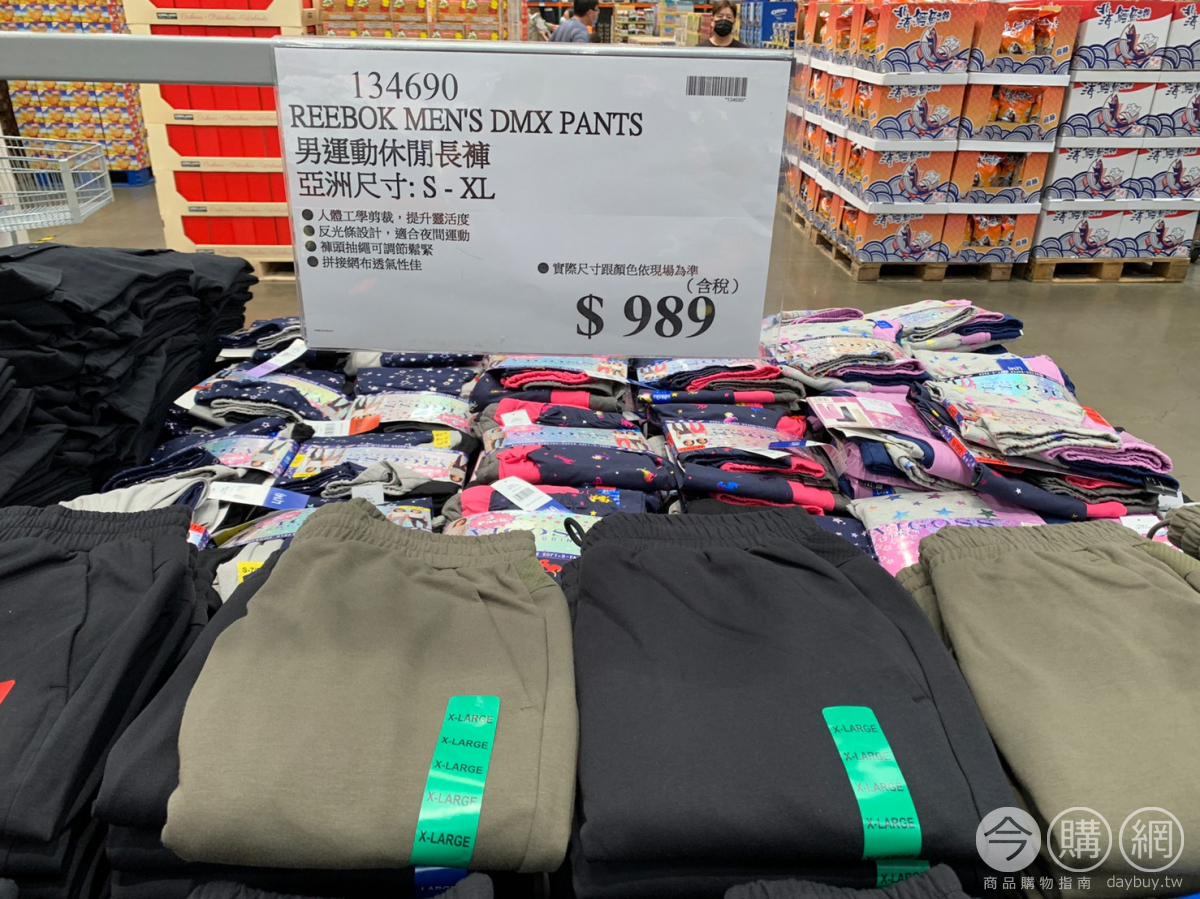 134690
*134690*
REEBOK MEN'S DMX PANTS
男運動休閒長褲
亞洲尺寸: S - XL
● 人體工學剪裁，提升靈活度
● 反光條設計，適合夜間運動
● 褲頭抽繩可調節鬆緊
● 拼接網布透氣性佳
● 實際尺寸跟顏色依現場為準
（含稅）
$ 989
X-LARGE
X-LARGE
X-LARGE
X-LARGE
X-LARGE
X-LARGE
X-LARGE
X-LARGE
X-LARGE
X-LARGE
今購網
商品購物指南 daybuy.tw